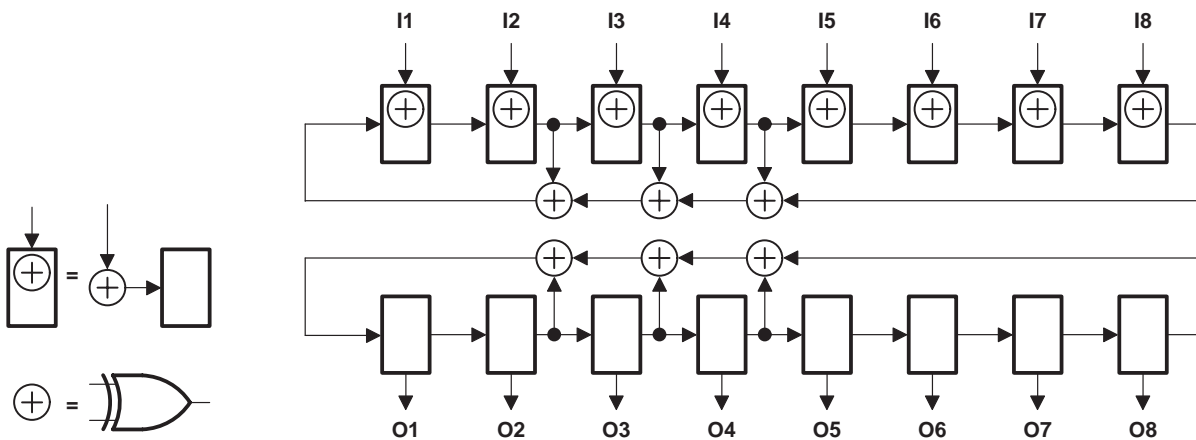 I1 I2 I3 I4 I5 I6 I7 I8
=
=
O1 O2 O3 O4 O5 O6 O7 O8